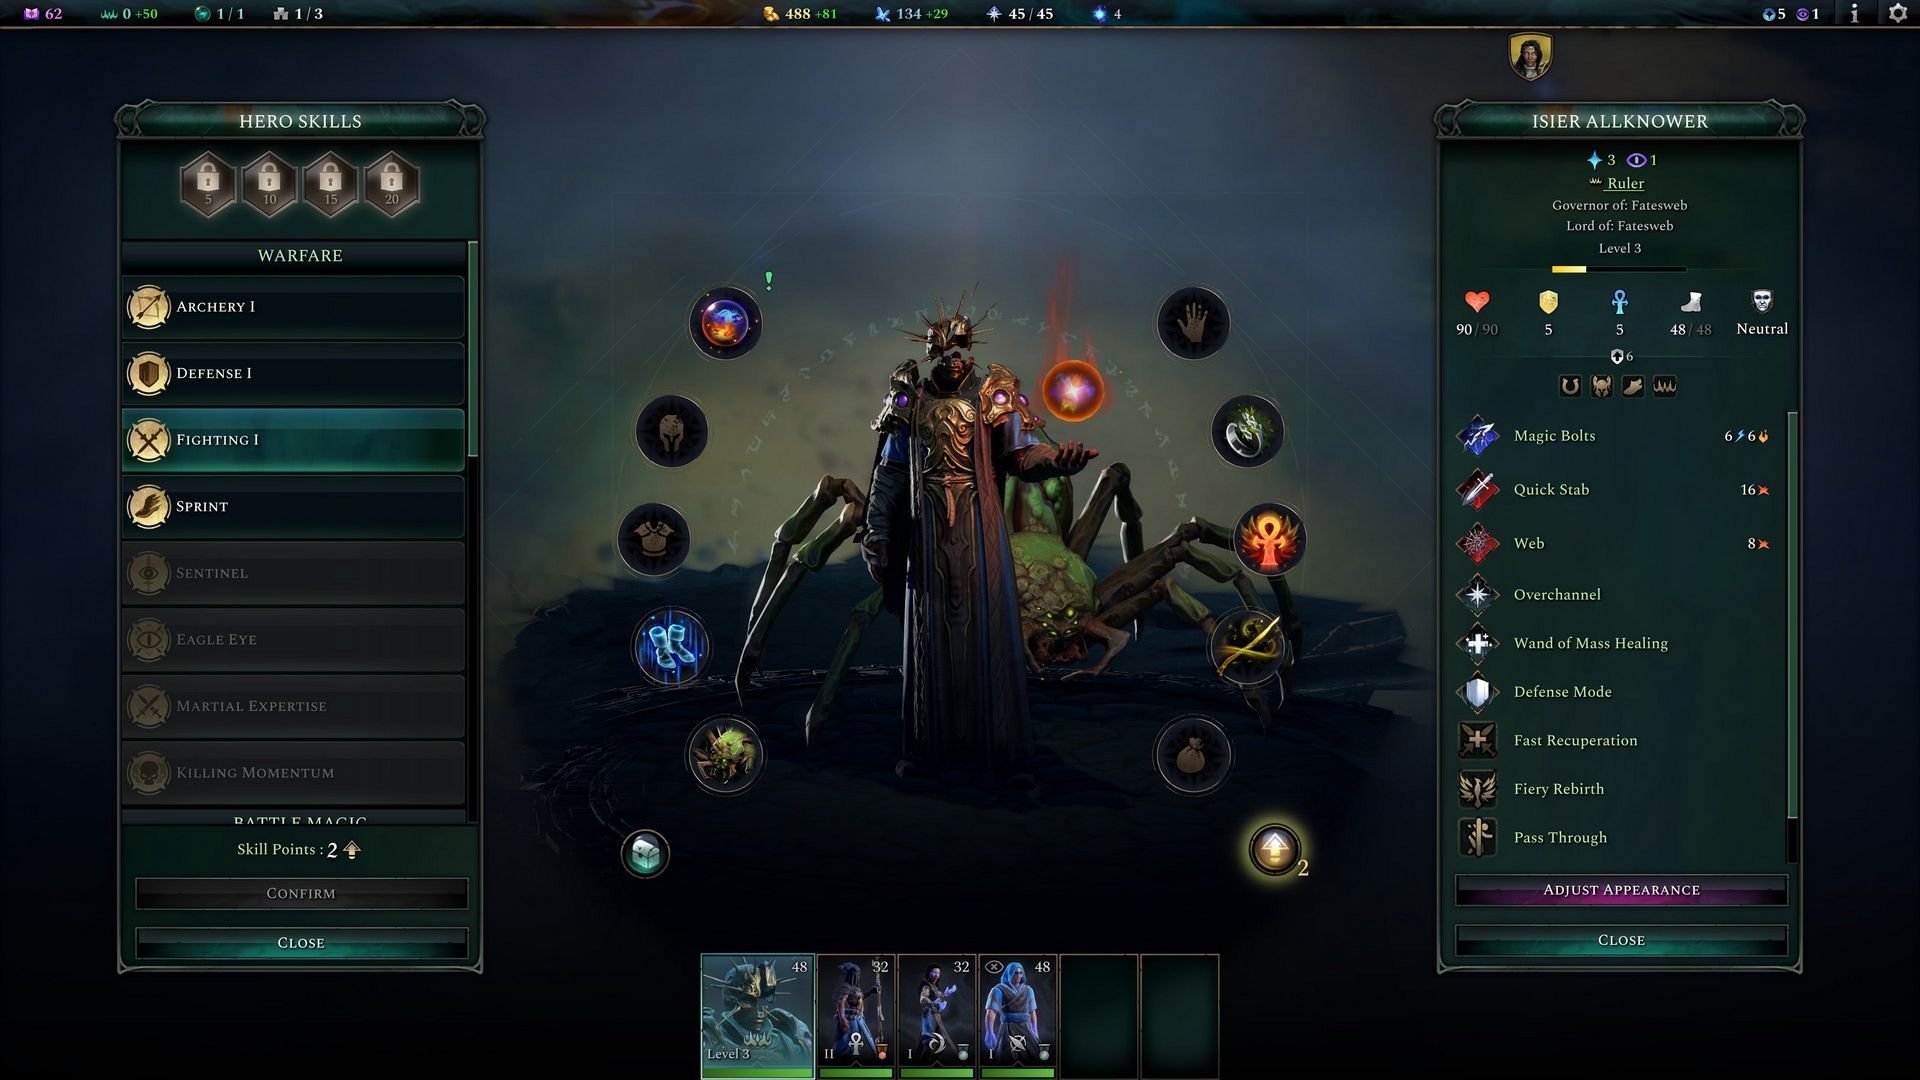 62
0 +50
1 / 1
1 / 3
488 +81
134 +29
45 / 45
4
5
1
HERO SKILLS
5
10
15
20
WARFARE
ARCHERY I
DEFENSE I
FIGHTING I
SPRINT
SENTINEL
EAGLE EYE
MARTIAL EXPERTISE
KILLING MOMENTUM
BATTLE MAGIC
Skill Points : 2
CONFIRM
CLOSE
!
2
ISIER ALLKNOWER
3 1
Ruler
Governor of: Fatesweb
Lord of: Fatesweb
Level 3
90 / 90
5
5
48 / 48
Neutral
6
Magic Bolts 6 6
Quick Stab 16
Web 8
Overchannel
Wand of Mass Healing
Defense Mode
Fast Recuperation
Fiery Rebirth
Pass Through
ADJUST APPEARANCE
CLOSE
48
Level 3
32
II
32
I
48
I